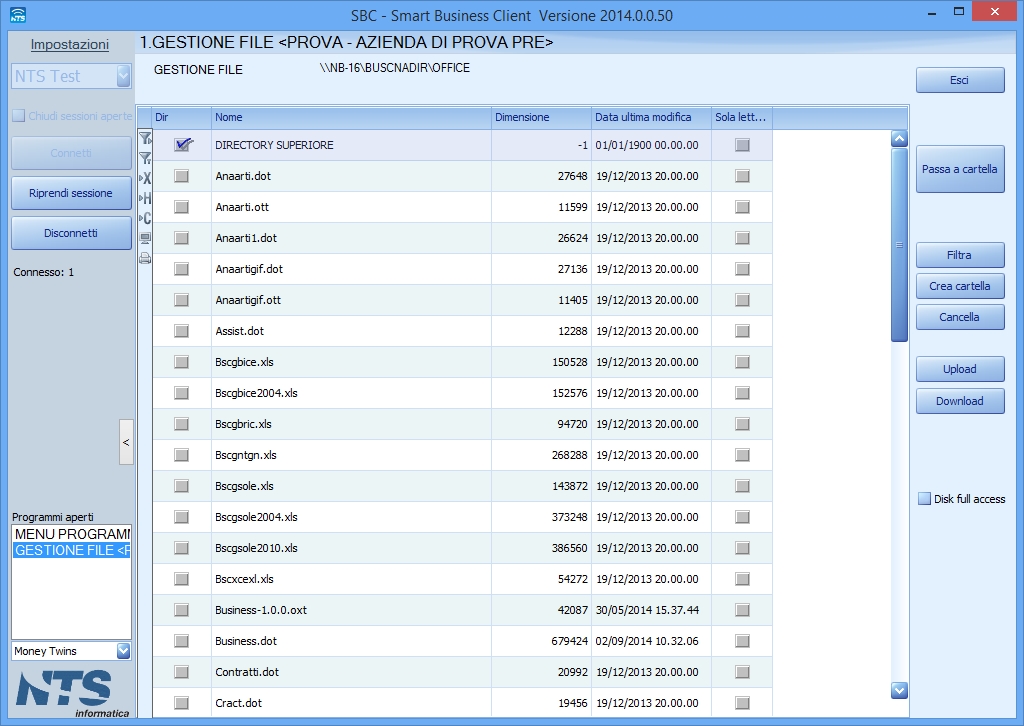 SBC - Smart Business Client Versione 2014.0.0.50
Impostazioni
NTS Test
Chiudi sessioni aperte
Connetti
Riprendi sessione
Disconnetti
Connesso: 1
<
Programmi aperti
MENU PROGRAMM
GESTIONE FILE <P
Money Twins
NTS
informatica
1.GESTIONE FILE <PROVA - AZIENDA DI PROVA PRE>
GESTIONE FILE \\NB-16\BUSCNADIR\OFFICE
Dir Nome Dimensione Data ultima modifica Sola lett...
DIRECTORY SUPERIORE -1 01/01/1900 00.00.00
Anaarti.dot 27648 19/12/2013 20.00.00
Anaarti.ott 11599 19/12/2013 20.00.00
Anaarti1.dot 26624 19/12/2013 20.00.00
Anaartigif.dot 27136 19/12/2013 20.00.00
Anaartigif.ott 11405 19/12/2013 20.00.00
Assist.dot 12288 19/12/2013 20.00.00
Bscgbice.xls 150528 19/12/2013 20.00.00
Bscgbice2004.xls 152576 19/12/2013 20.00.00
Bscgbric.xls 94720 19/12/2013 20.00.00
Bscgntgn.xls 268288 19/12/2013 20.00.00
Bscgsole.xls 143872 19/12/2013 20.00.00
Bscgsole2004.xls 373248 19/12/2013 20.00.00
Bscgsole2010.xls 386560 19/12/2013 20.00.00
Bscxcexl.xls 54272 19/12/2013 20.00.00
Business-1.0.0.oxt 42087 30/05/2014 15.37.44
Business.dot 679424 02/09/2014 10.32.06
Contratti.dot 20992 19/12/2013 20.00.00
Cract.dot 19456 19/12/2013 20.00.00
X
H
C
Esci
Passa a cartella
Filtra
Crea cartella
Cancella
Upload
Download
Disk full access